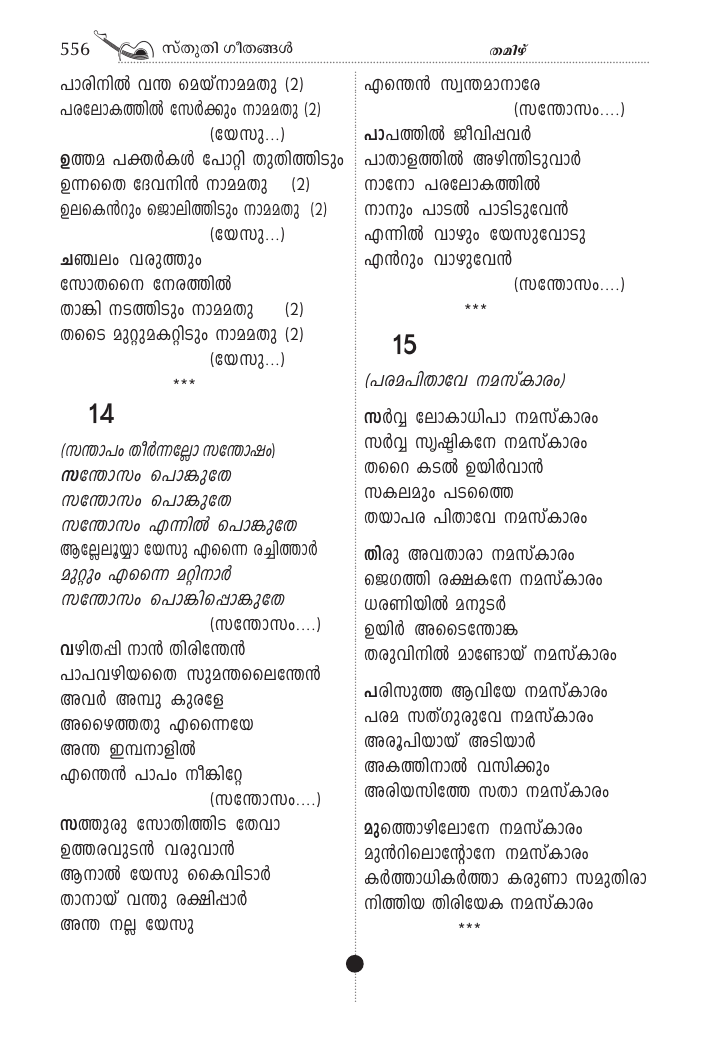 556 സ്തുതി ഗീതങ്ങൾ തമിഴ്
പാരിനിൽ വന്ത മെയ്നാമമതു (2)
പരലോകത്തിൽ സേർക്കും നാമമതു (2)
(യേസു...)
ഉത്തമ പക്തർകൾ പോറ്റി തുതിത്തിടും
ഉന്നതൈ ദേവനിൻ നാമമതു (2)
ഉലകെൻറും ജൊലിത്തിടും നാമമതു (2)
(യേസു...)
ചഞ്ചലം വരുത്തും
സോതനൈ നേരത്തിൽ
താങ്കി നടത്തിടും നാമമതു (2)
തടൈ മുറ്റുമകറ്റിടും നാമമതു (2)
(യേസു...)
***
14
(സന്താപം തീർന്നല്ലോ സന്തോഷം)
സന്തോസം പൊങ്കുതേ
സന്തോസം പൊങ്കുതേ
സന്തോസം എന്നിൽ പൊങ്കുതേ
ആല്ലേലൂയ്യാ യേസു എന്നൈ രച്ചിത്താർ
മുറ്റും എന്നൈ മറ്റിനാർ
സന്തോസം പൊങ്കിപ്പൊങ്കുതേ
(സന്തോസം....)
വഴിതപ്പി നാൻ തിരിന്തേൻ
പാപവഴിയതൈ സുമന്തലൈന്തേൻ
അവർ അമ്പു കുരളേ
അഴൈത്തതു എന്നൈയേ
അന്ത ഇമ്പനാളിൽ
എന്തെൻ പാപം നീങ്കിറ്റേ
(സന്തോസം....)
സത്തുരു സോതിത്തിട തേവാ
ഉത്തരവുടൻ വരുവാൻ
ആനാൽ യേസു കൈവിടാർ
താനായ് വന്തു രക്ഷിപ്പാർ
അന്ത നല്ല യേസു
എന്തെൻ സ്വന്തമാനാരേ
(സന്തോസം....)
പാപത്തിൽ ജീവിപ്പവർ
പാതാളത്തിൽ അഴിന്തിടുവാർ
നാനോ പരലോകത്തിൽ
നാനും പാടൽ പാടിടുവേൻ
എന്നിൽ വാഴും യേസുവോടു
എൻറും വാഴുവേൻ
(സന്തോസം....)
***
15
(പരമപിതാവേ നമസ്കാരം)
സർവ്വ ലോകാധിപാ നമസ്കാരം
സർവ്വ സൃഷ്ടികനേ നമസ്കാരം
തറൈ കടൽ ഉയിർവാൻ
സകലമും പടത്തൈ
തയാപര പിതാവേ നമസ്കാരം
തിരു അവതാരാ നമസ്കാരം
ജെഗത്തി രക്ഷകനേ നമസ്കാരം
ധരണിയിൽ മനുടർ
ഉയിർ അടൈന്തോങ്ക
തരുവിനിൽ മാണ്ടോയ് നമസ്കാരം
പരിസുത്ത ആവിയേ നമസ്കാരം
പരമ സത്ഗുരുവേ നമസ്കാരം
അരൂപിയായ് അടിയാർ
അകത്തിനാൽ വസിക്കും
അരിയസിത്തേ സതാ നമസ്കാരം
മുത്തൊഴിലോനേ നമസ്കാരം
മുൻറിലൊന്റോനേ നമസ്കാരം
കർത്താധികർത്താ കരുണാ സമുതിരാ
നിത്തിയ തിരിയേക നമസ്കാരം
***